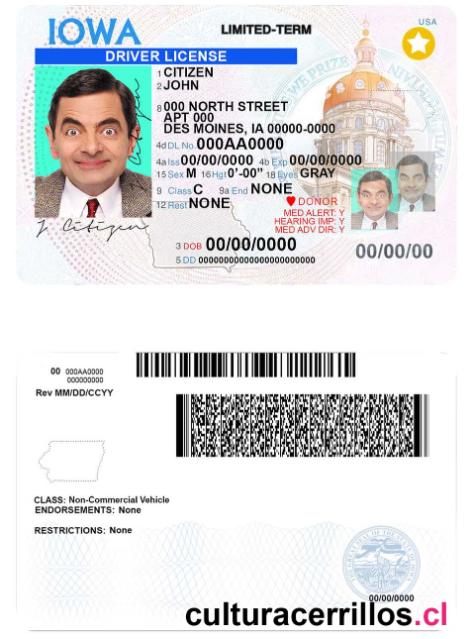 IOWA
LIMITED-TERM
USA
DRIVER LICENSE
1 CITIZEN
2 JOHN
8 000 NORTH STREET
APT 000
DES MOINES, IA 00000-0000
4d DL No. 000AA0000
4a Iss 00/00/0000 4b Exp 00/00/0000
15 Sex M 16 Hgt 0'-00" 18 Eyes GRAY
9 Class C 9a End NONE
12 Rest NONE
DONOR
MED ALERT: Y
HEARING IMP: Y
MED ADV DIR: Y
J Citizen
3 DOB 00/00/0000
00/00/00
5 DD 0000000000000000000000
00 000AA0000
000000000
Rev MM/DD/CCYY
CLASS: Non-Commercial Vehicle
ENDORSEMENTS: None
RESTRICTIONS: None
00/00/0000
culturacerrillos.cl